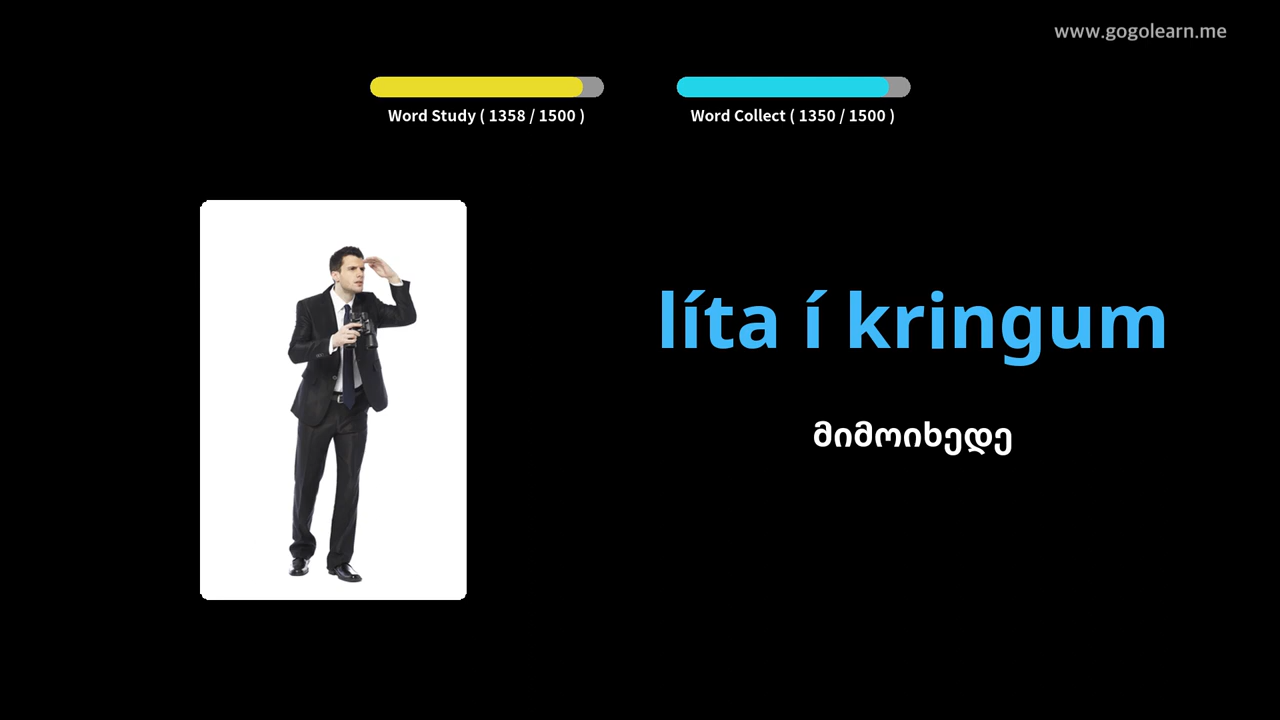 www.gogolearn.me
Word Study ( 1358 / 1500 )
Word Collect ( 1350 / 1500 )
líta í kringum
მიმოიხედე